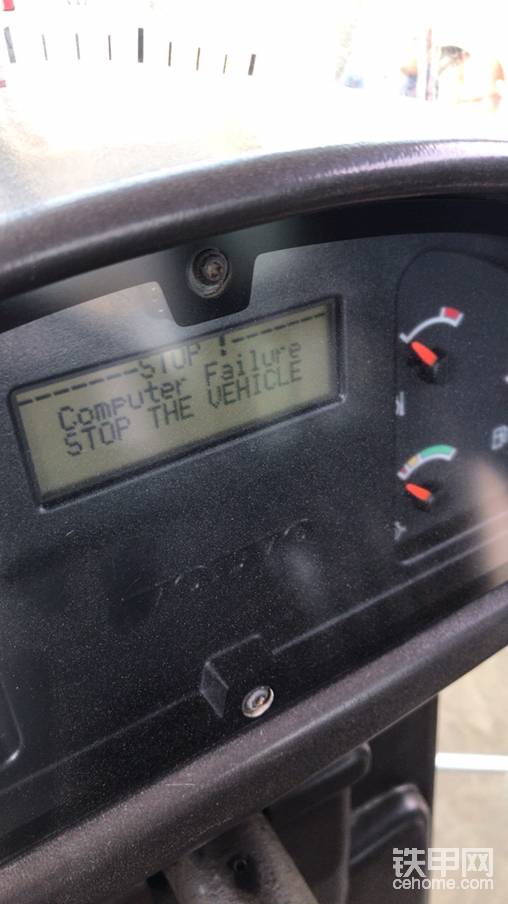 ------STOP !------
Computer Failure
STOP THE VEHICLE
铁甲网
cehome.com